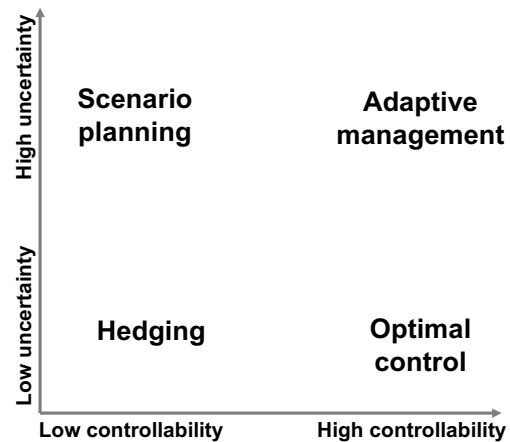 High uncertainty
Scenario
planning
Adaptive
management
Low uncertainty
Hedging
Optimal
control
Low controllability
High controllability